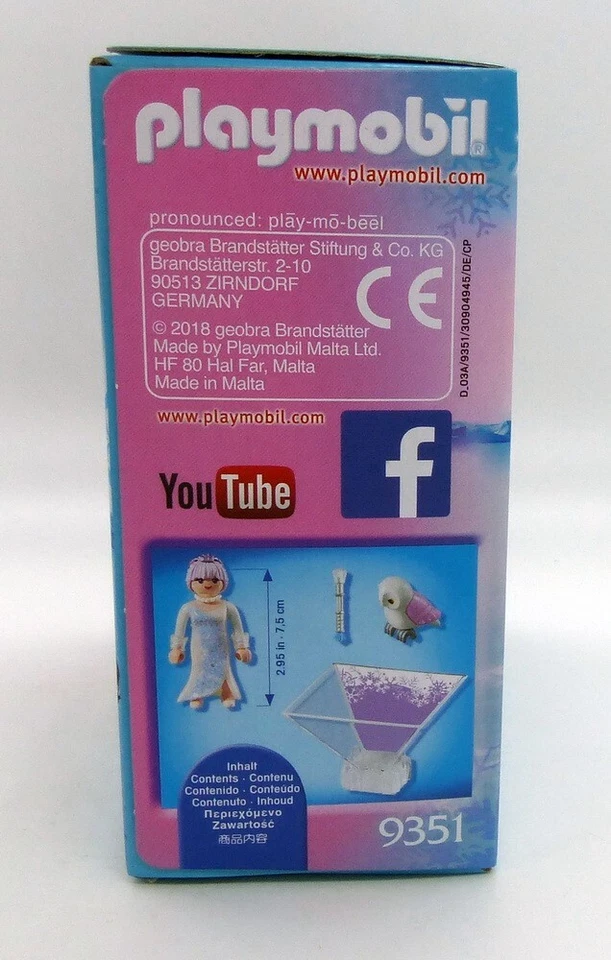 playmobil®
www.playmobil.com
pronounced: plāy-mō-bēēl
geobra Brandstätter Stiftung & Co. KG
Brandstätterstr. 2-10
90513 ZIRNDORF
GERMANY
CE
© 2018 geobra Brandstätter
Made by Playmobil Malta Ltd.
HF 80 Hal Far, Malta
Made in Malta
D.03A/9351/30904945/DE/CP
www.playmobil.com
YouTube
f
2.95 in - 7,5 cm
Inhalt
Contents · Contenu
Contenido · Conteúdo
Contenuto · Inhoud
Περιεχόμενο
Zawartość
商品内容
9351